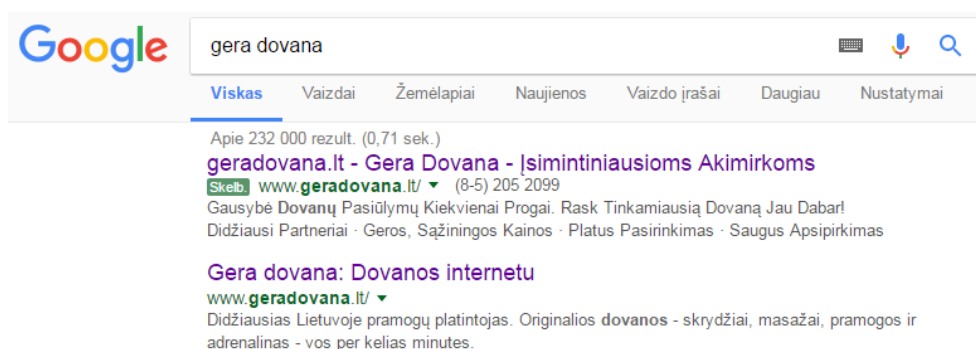 Google
gera dovana
Viskas Vaizdai Žemėlapiai Naujienos Vaizdo įrašai Daugiau Nustatymai
Apie 232 000 rezult. (0,71 sek.)
geradovana.lt - Gera Dovana - Įsimintiniausioms Akimirkoms
Skelb. www.geradovana.lt/ (8-5) 205 2099
Gausybė Dovanų Pasiūlymų Kiekvienai Progai. Rask Tinkamiausią Dovaną Jau Dabar!
Didžiausi Partneriai · Geros, Sąžiningos Kainos · Platus Pasirinkimas · Saugus Apsipirkimas
Gera dovana: Dovanos internetu
www.geradovana.lt/
Didžiausias Lietuvoje pramogų platintojas. Originalios dovanos - skrydžiai, masažai, pramogos ir
adrenalinas - vos per kelias minutes.